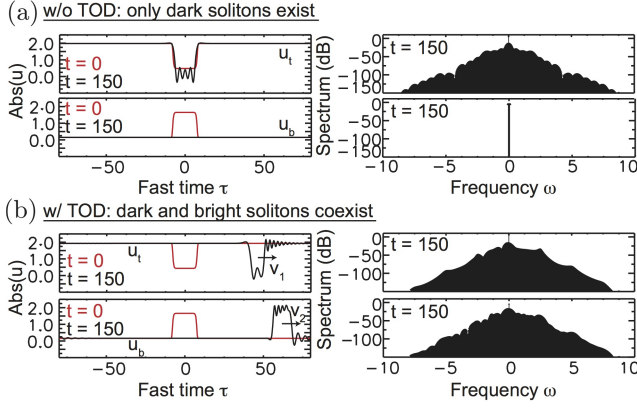 (a) w/o TOD: only dark solitons exist
Abs(u)
2.0
1.0
0.0
t = 0
t = 150
u_t
2.0
1.0
0.0
t = 0
t = 150
u_b
−50 0 50
Fast time τ
Spectrum (dB)
0
−50
−100
−150
t = 150
0
−50
−100
−150
t = 150
−10 −5 0 5 10
Frequency ω
(b) w/ TOD: dark and bright solitons coexist
Abs(u)
2.0
1.0
0.0
u_t
t = 0
t = 150
v_1
2.0
1.0
0.0
t = 0
t = 150
u_b
v_2
−50 0 50
Fast time τ
Spectrum (dB)
0
−50
−100
t = 150
0
−50
−100
t = 150
−10 −5 0 5 10
Frequency ω